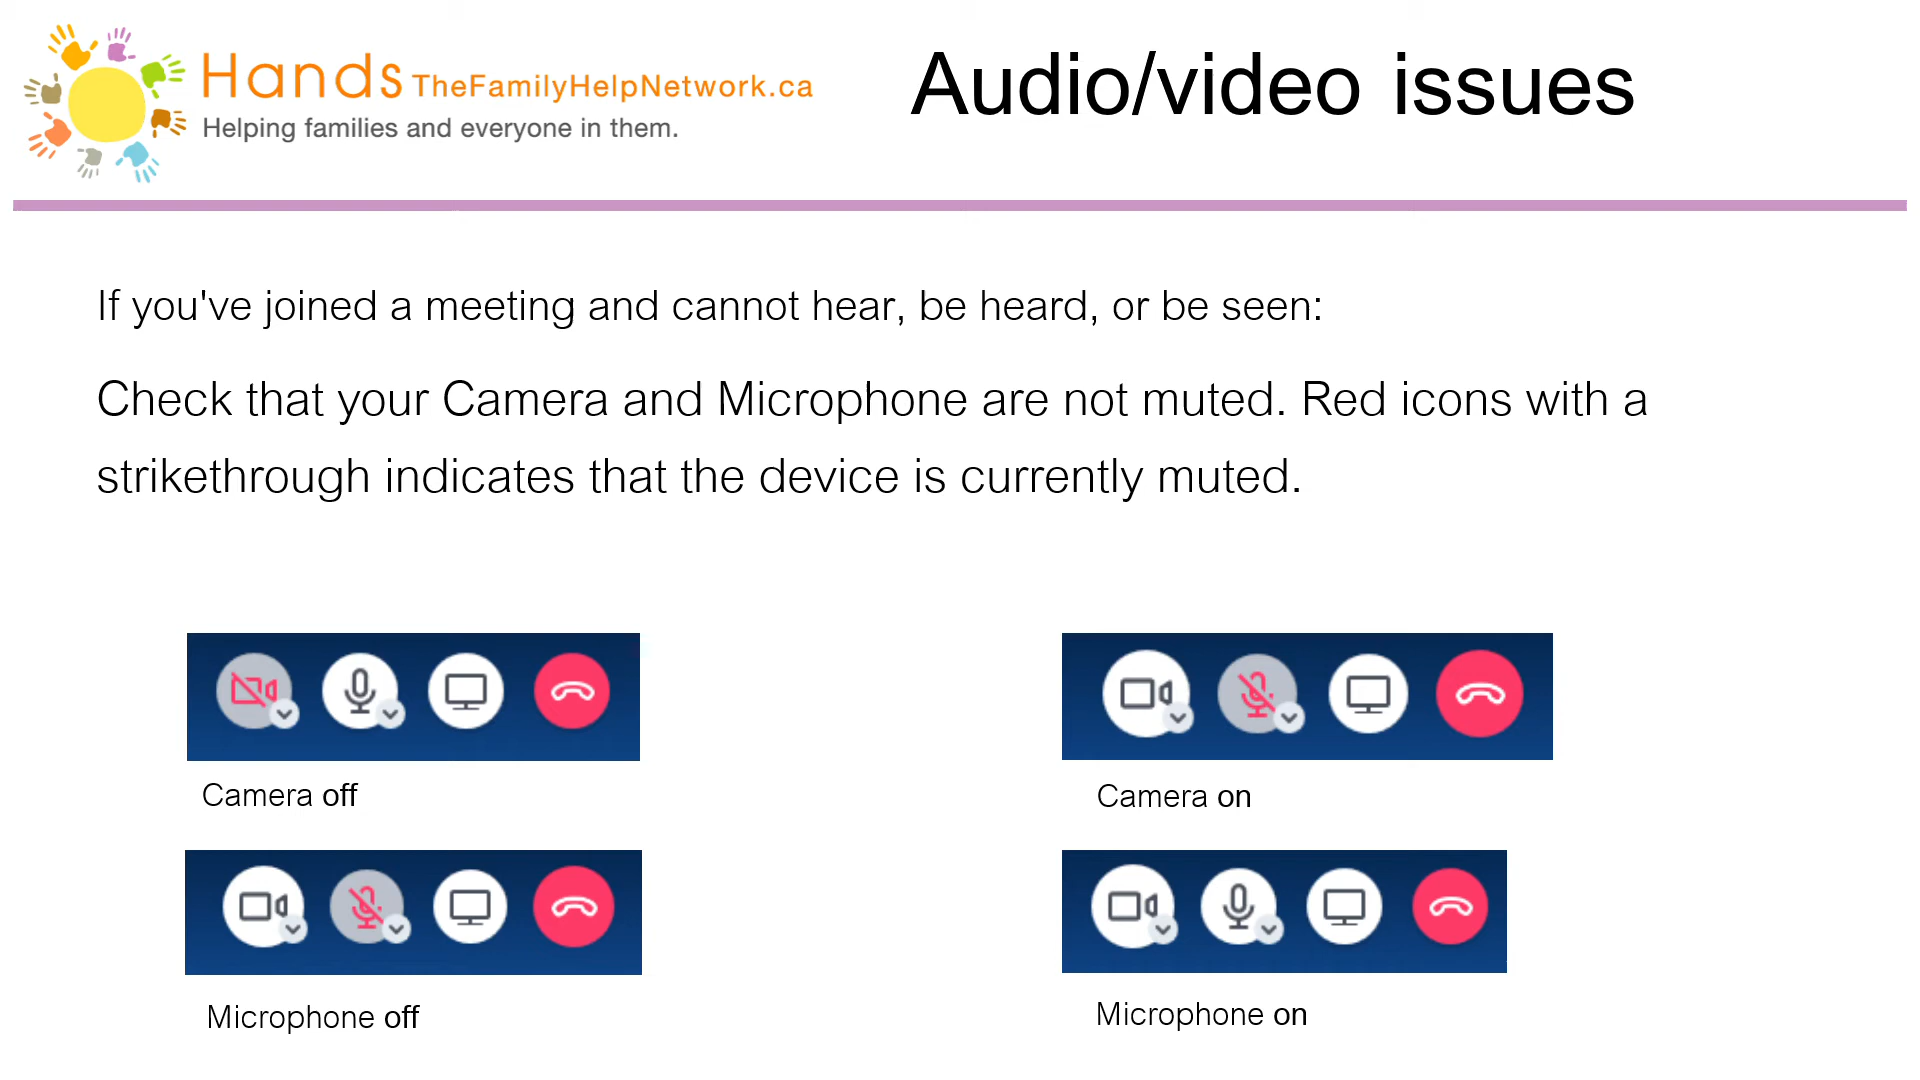 Hands TheFamilyHelpNetwork.ca
Helping families and everyone in them.
Audio/video issues
If you've joined a meeting and cannot hear, be heard, or be seen:
Check that your Camera and Microphone are not muted. Red icons with a
strikethrough indicates that the device is currently muted.
Camera off
Camera on
Microphone off
Microphone on